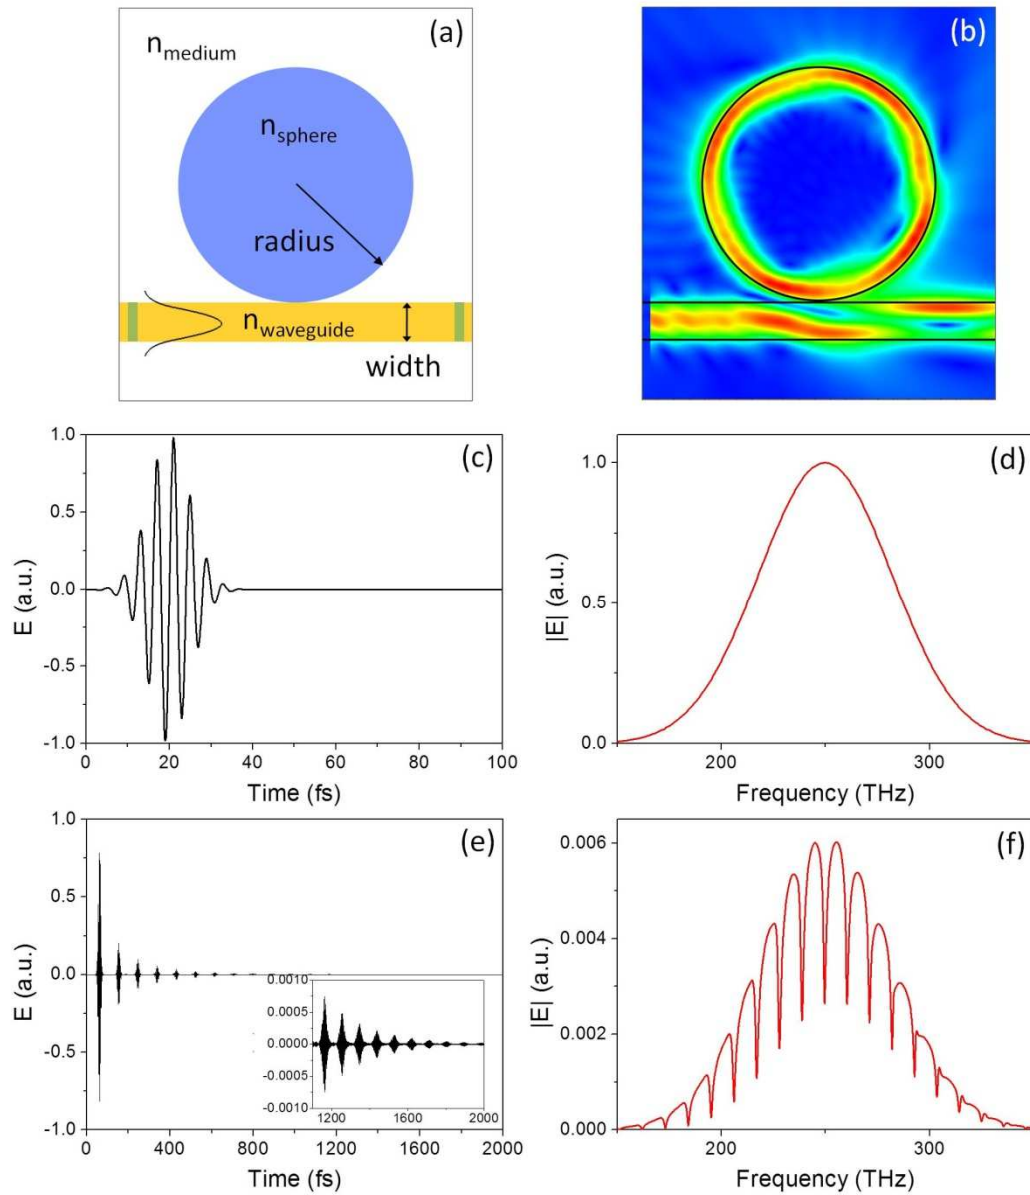 (a)
n_medium
n_sphere
radius
n_waveguide
width
(b)
(c)
1.0
0.5
0.0
-0.5
-1.0
E (a.u.)
0 20 40 60 80 100
Time (fs)
(d)
1.0
0.5
0.0
|E| (a.u.)
200 300
Frequency (THz)
(e)
1.0
0.5
0.0
-0.5
-1.0
E (a.u.)
0.0010
0.0005
0.0000
-0.0005
-0.0010
1200 1600 2000
0 400 800 1200 1600 2000
Time (fs)
(f)
0.006
0.004
0.002
0.000
|E| (a.u.)
200 300
Frequency (THz)